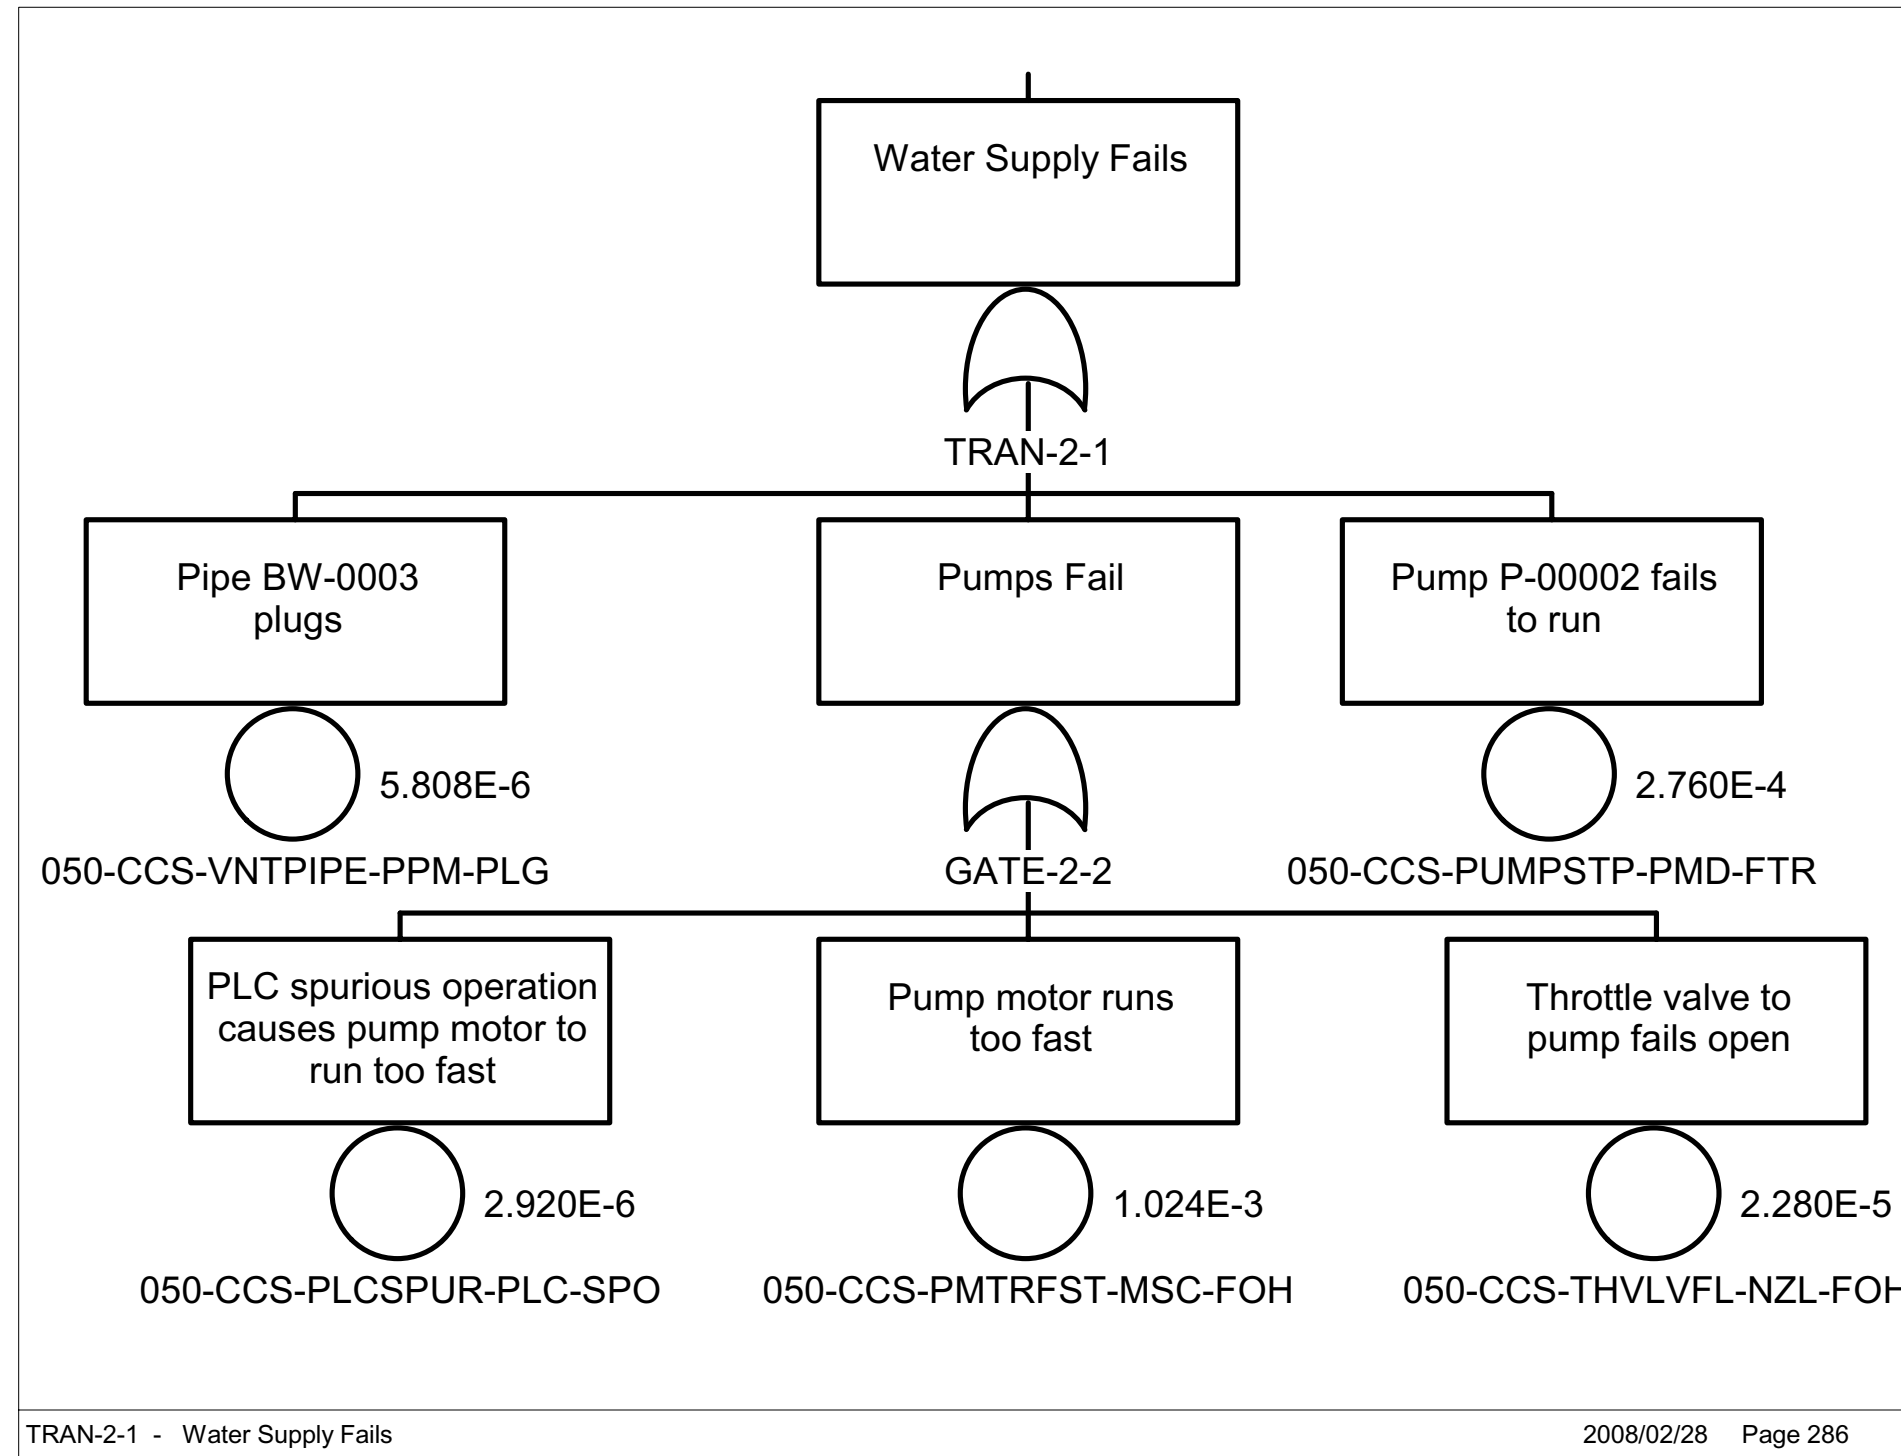 Water Supply Fails
TRAN-2-1
Pipe BW-0003
plugs
Pumps Fail
Pump P-00002 fails
to run
5.808E-6
2.760E-4
050-CCS-VNTPIPE-PPM-PLG
GATE-2-2
050-CCS-PUMPSTP-PMD-FTR
PLC spurious operation
causes pump motor to
run too fast
Pump motor runs
too fast
Throttle valve to
pump fails open
2.920E-6
1.024E-3
2.280E-5
050-CCS-PLCSPUR-PLC-SPO
050-CCS-PMTRFST-MSC-FOH
050-CCS-THVLVFL-NZL-FOH
TRAN-2-1 - Water Supply Fails
2008/02/28 Page 286